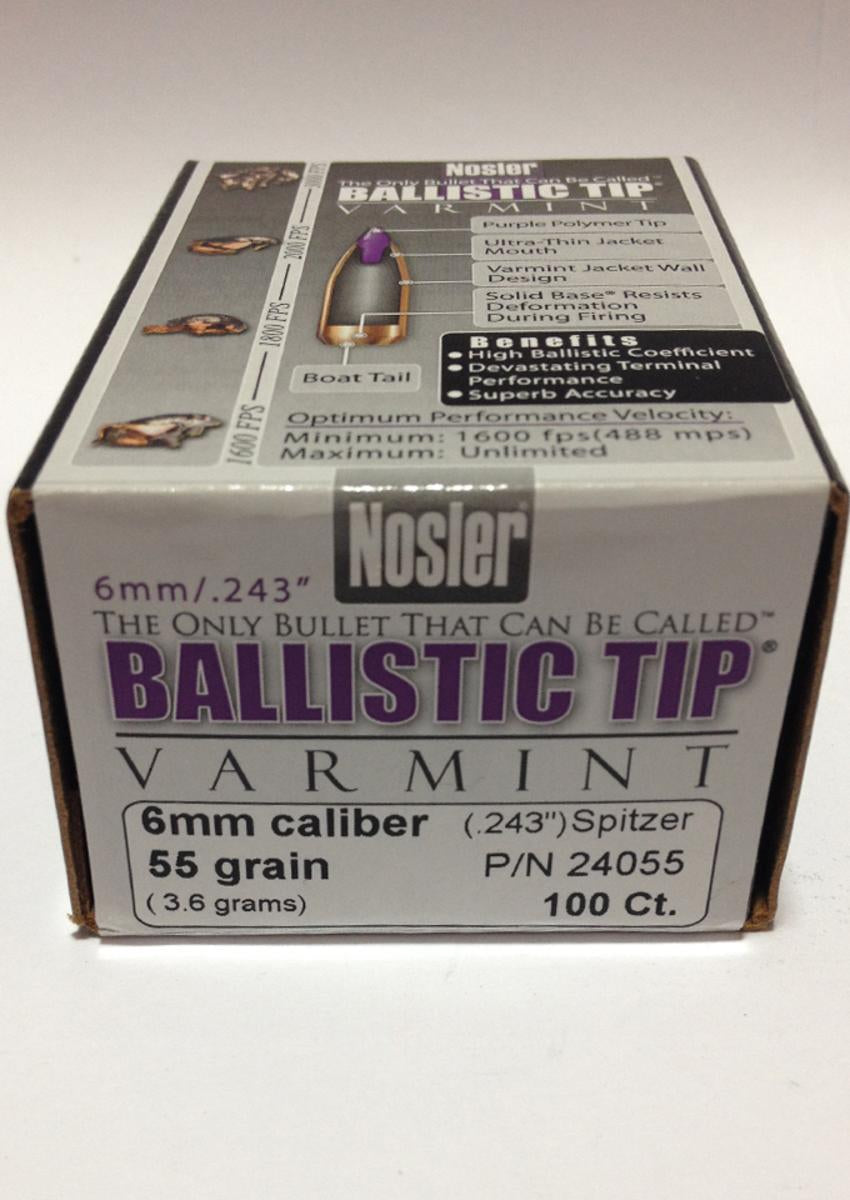 Nosler
The Only Bullet That Can Be Called™
BALLISTIC TIP®
VARMINT
Purple Polymer Tip
Ultra-Thin Jacket
Mouth
Varmint Jacket Wall
Design
Solid Base® Resists
Deformation
During Firing
Boat Tail
Benefits
• High Ballistic Coefficient
• Devastating Terminal
Performance
• Superb Accuracy
Optimum Performance Velocity:
Minimum: 1600 fps(488 mps)
Maximum: Unlimited
2000 FPS
1800 FPS
1600 FPS
Nosler®
6mm/.243"
THE ONLY BULLET THAT CAN BE CALLED™
BALLISTIC TIP®
VARMINT
6mm caliber (.243") Spitzer
55 grain P/N 24055
(3.6 grams) 100 Ct.